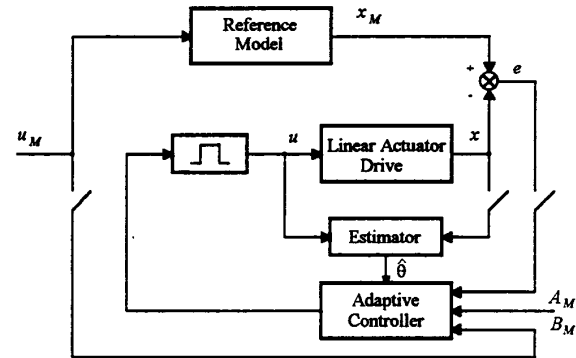 Reference
Model
x_M
+
-
e
u_M
u
Linear Actuator
Drive
x
Estimator
θ̂
Adaptive
Controller
A_M
B_M